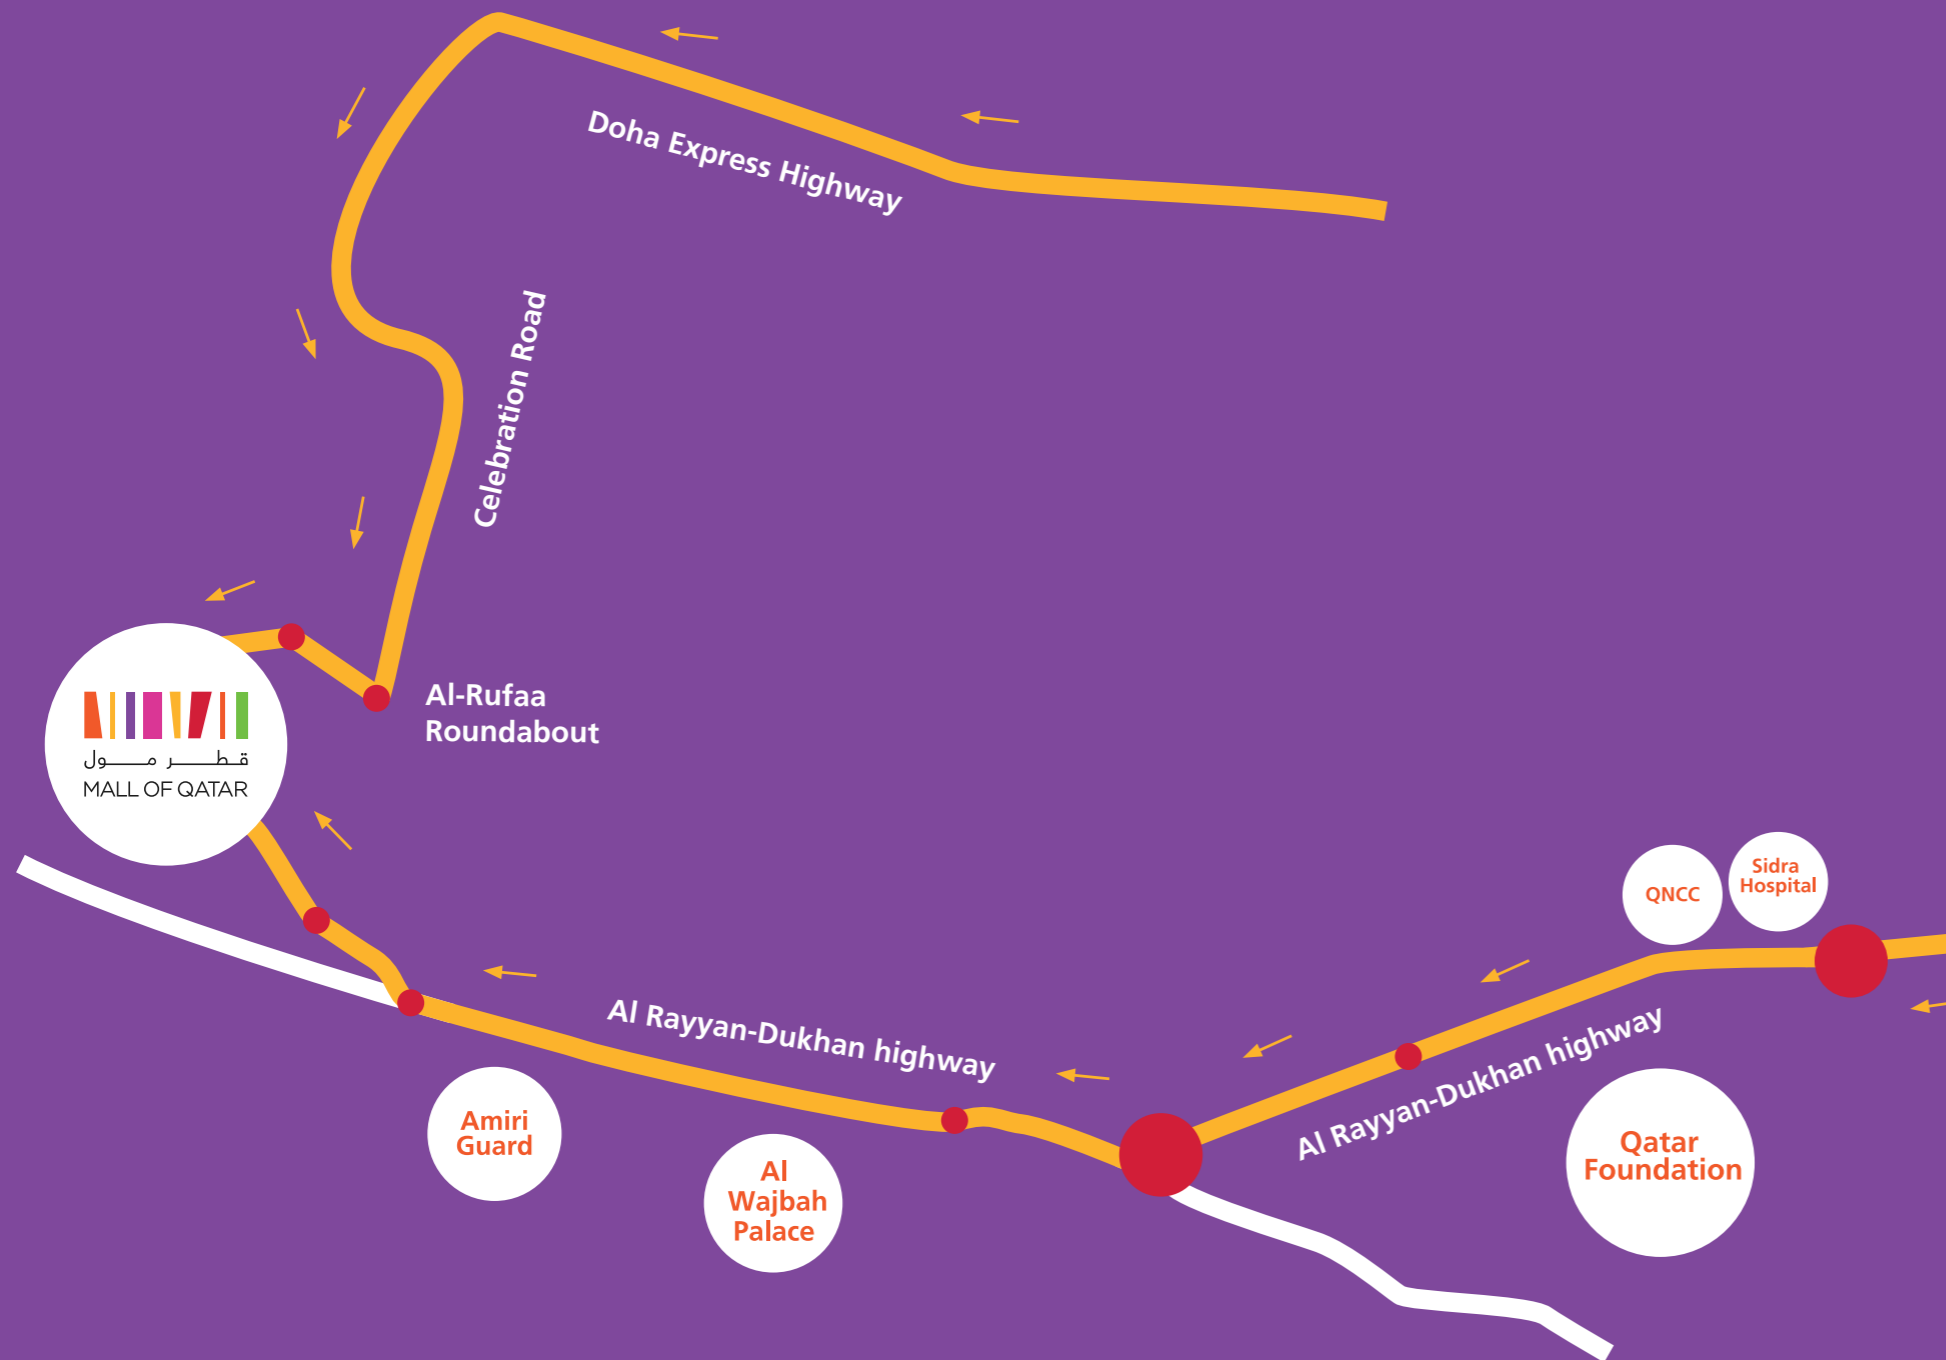 Doha Express Highway
Celebration Road
Al-Rufaa
Roundabout
قطر مول
MALL OF QATAR
QNCC
Sidra
Hospital
Al Rayyan-Dukhan highway
Al Rayyan-Dukhan highway
Amiri
Guard
Al
Wajbah
Palace
Qatar
Foundation